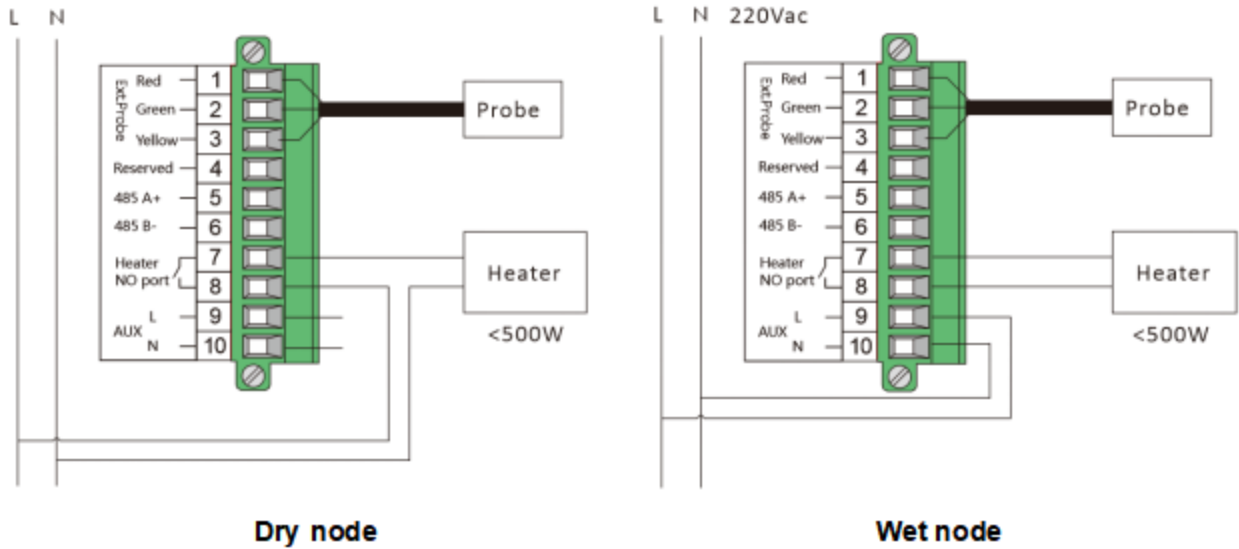 L N
Ext.Probe
Red 1
Green 2
Yellow 3
Reserved 4
485 A+ 5
485 B- 6
Heater
NO port
7
8
AUX
L 9
N 10
Probe
Heater
<500W
Dry node
L N 220Vac
Ext.Probe
Red 1
Green 2
Yellow 3
Reserved 4
485 A+ 5
485 B- 6
Heater
NO port
7
8
AUX
L 9
N 10
Probe
Heater
<500W
Wet node